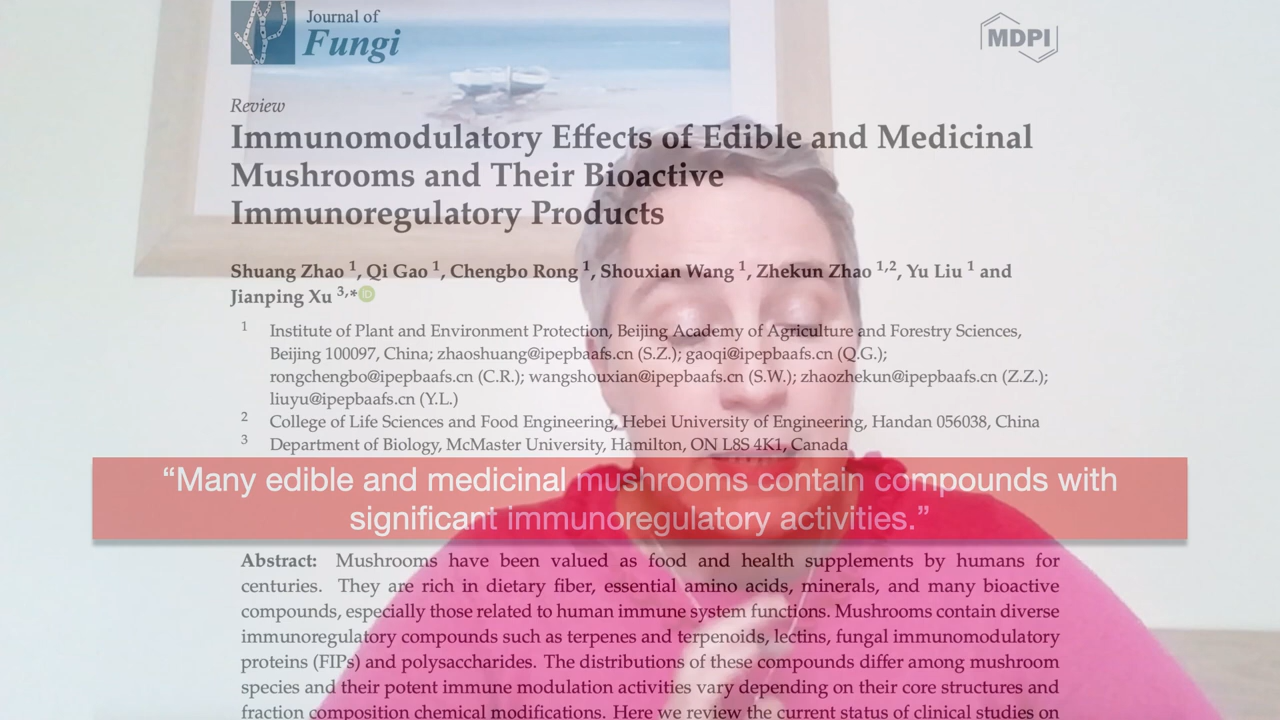 Journal of
Fungi
MDPI
Review
Immunomodulatory Effects of Edible and Medicinal
Mushrooms and Their Bioactive
Immunoregulatory Products
Shuang Zhao 1, Qi Gao 1, Chengbo Rong 1, Shouxian Wang 1, Zhekun Zhao 1,2, Yu Liu 1 and
Jianping Xu 3,* iD
1 Institute of Plant and Environment Protection, Beijing Academy of Agriculture and Forestry Sciences,
Beijing 100097, China; zhaoshuang@ipepbaafs.cn (S.Z.); gaoqi@ipepbaafs.cn (Q.G.);
rongchengbo@ipepbaafs.cn (C.R.); wangshouxian@ipepbaafs.cn (S.W.); zhaozhekun@ipepbaafs.cn (Z.Z.);
liuyu@ipepbaafs.cn (Y.L.)
2 College of Life Sciences and Food Engineering, Hebei University of Engineering, Handan 056038, China
3 Department of Biology, McMaster University, Hamilton, ON L8S 4K1, Canada
“Many edible and medicinal mushrooms contain compounds with
significant immunoregulatory activities.”
Abstract: Mushrooms have been valued as food and health supplements by humans for
centuries. They are rich in dietary fiber, essential amino acids, minerals, and many bioactive
compounds, especially those related to human immune system functions. Mushrooms contain diverse
immunoregulatory compounds such as terpenes and terpenoids, lectins, fungal immunomodulatory
proteins (FIPs) and polysaccharides. The distributions of these compounds differ among mushroom
species and their potent immune modulation activities vary depending on their core structures and
fraction composition chemical modifications. Here we review the current status of clinical studies on